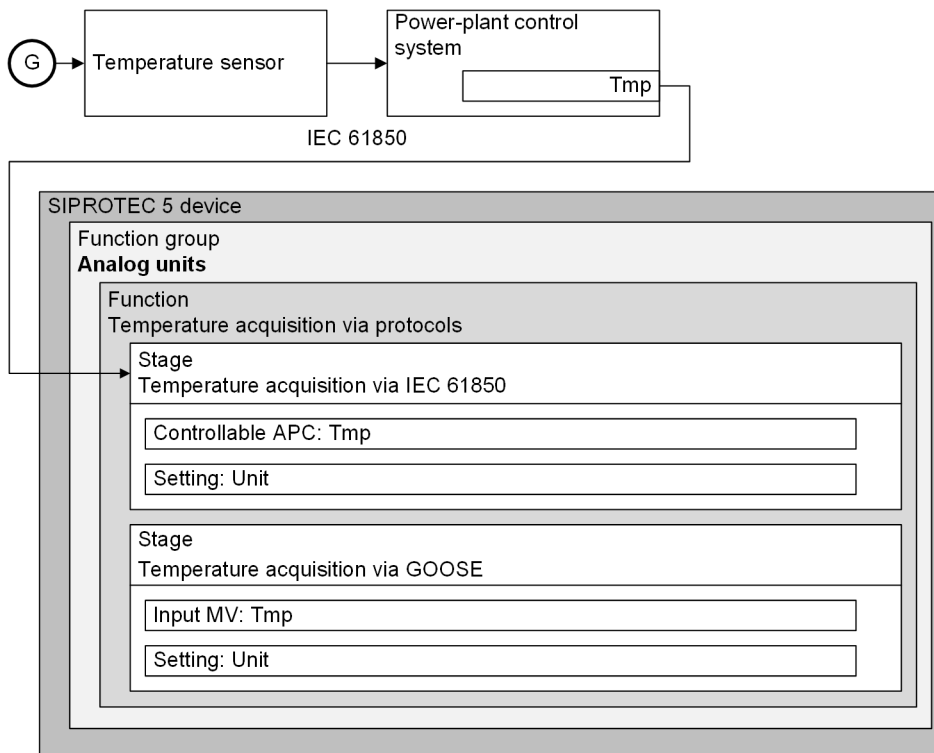 G
Temperature sensor
Power-plant control
system
Tmp
IEC 61850
SIPROTEC 5 device
Function group
Analog units
Function
Temperature acquisition via protocols
Stage
Temperature acquisition via IEC 61850
Controllable APC: Tmp
Setting: Unit
Stage
Temperature acquisition via GOOSE
Input MV: Tmp
Setting: Unit